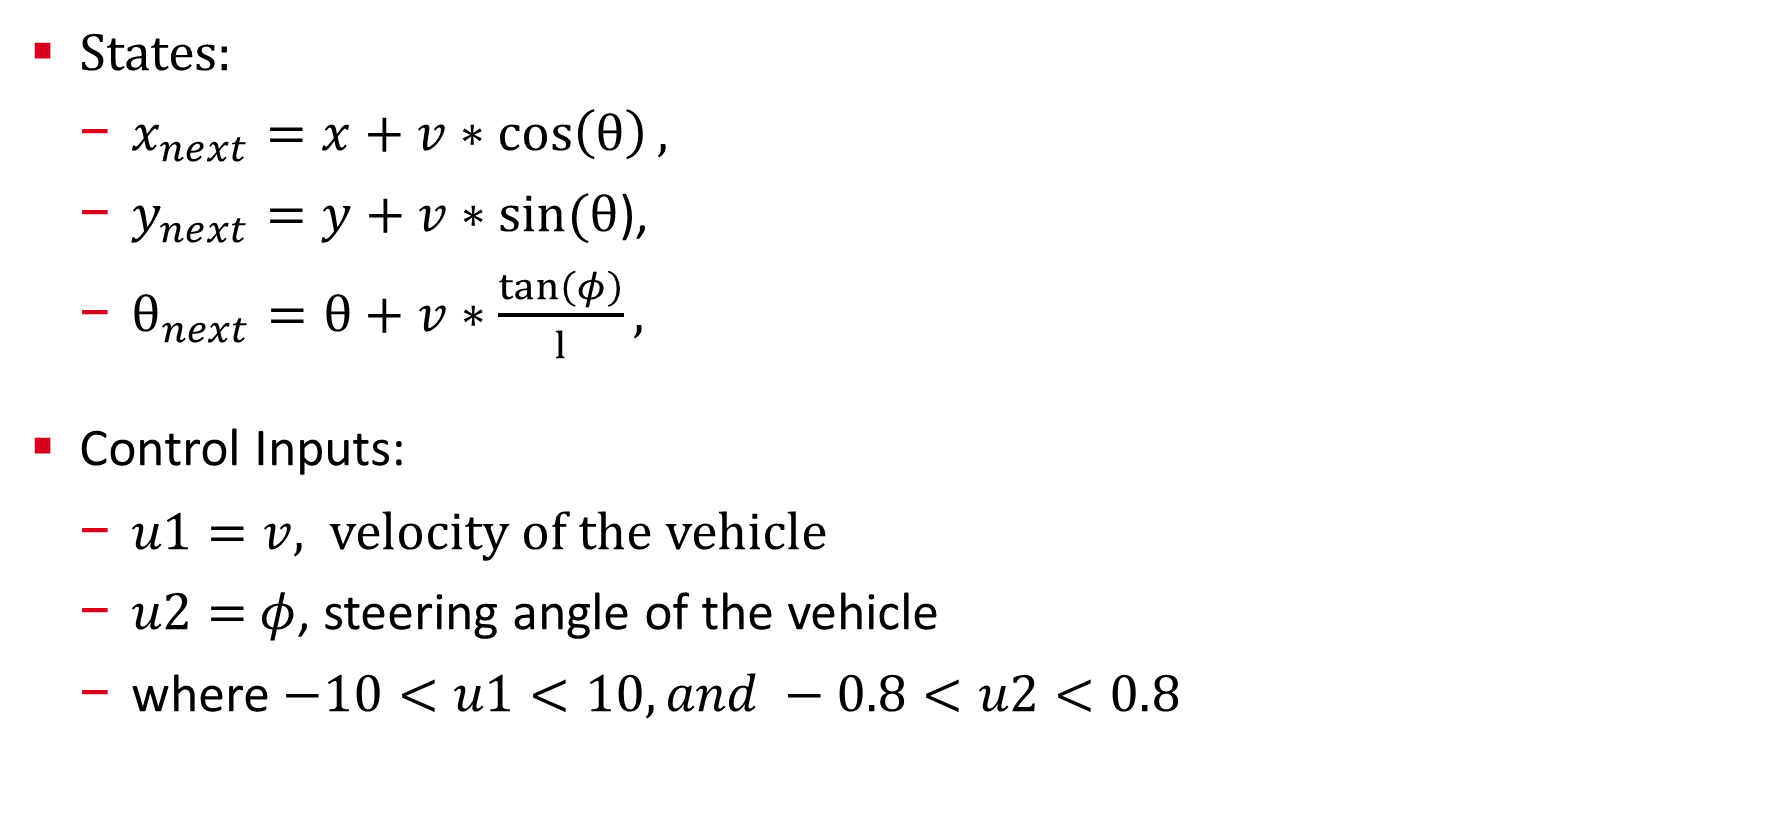 ▪ States:
– x_next = x + v ∗ cos(θ) ,
– y_next = y + v ∗ sin(θ),
– θ_next = θ + v ∗ tan(ϕ)/l ,
▪ Control Inputs:
– u1 = v, velocity of the vehicle
– u2 = ϕ, steering angle of the vehicle
– where −10 < u1 < 10, and − 0.8 < u2 < 0.8